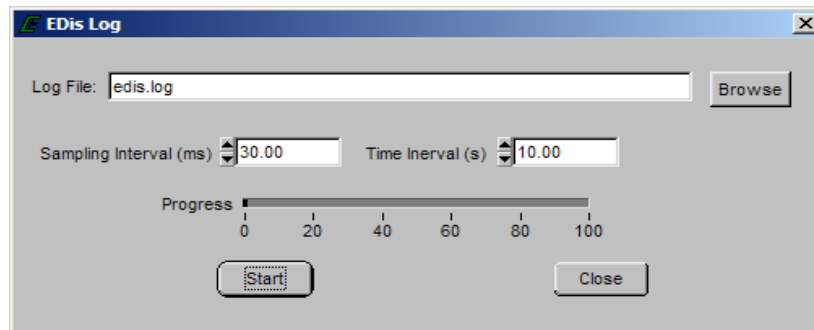 EDis Log
Log File: edis.log Browse
Sampling Interval (ms) 30.00 Time Inerval (s) 10.00
Progress
0 20 40 60 80 100
Start Close